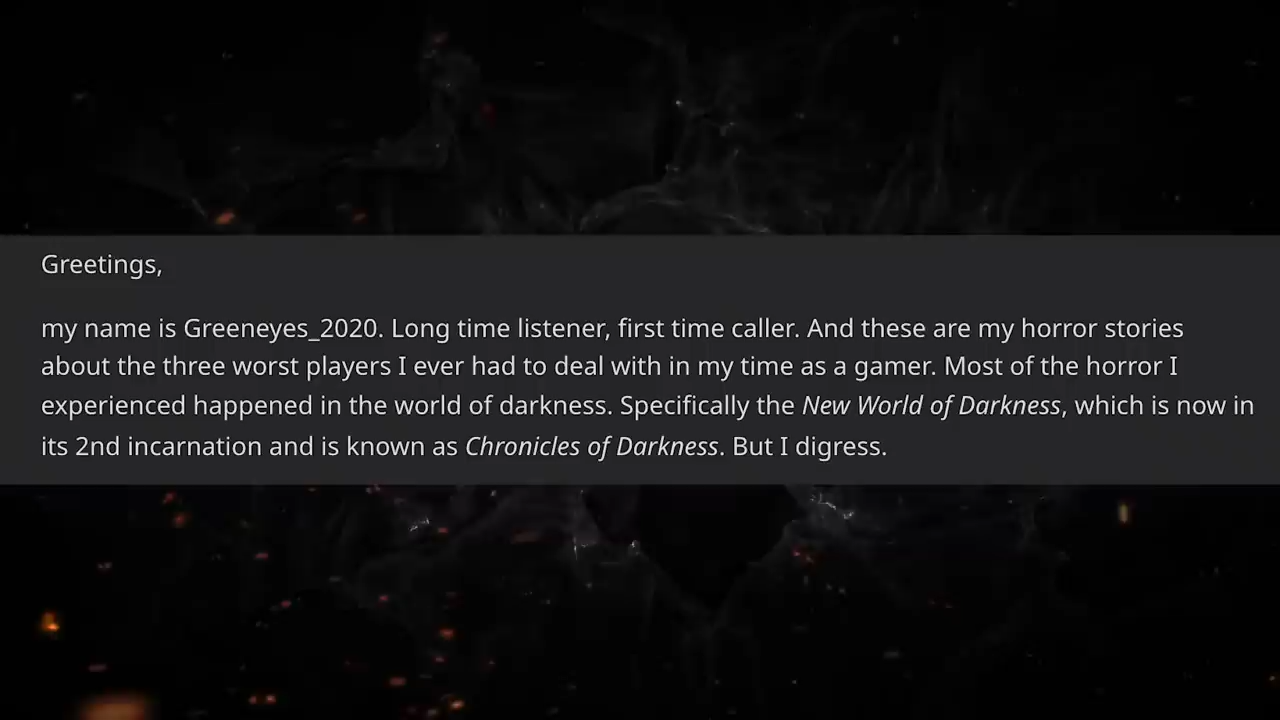 Greetings,
my name is Greeneyes_2020. Long time listener, first time caller. And these are my horror stories
about the three worst players I ever had to deal with in my time as a gamer. Most of the horror I
experienced happened in the world of darkness. Specifically the New World of Darkness, which is now in
its 2nd incarnation and is known as Chronicles of Darkness. But I digress.